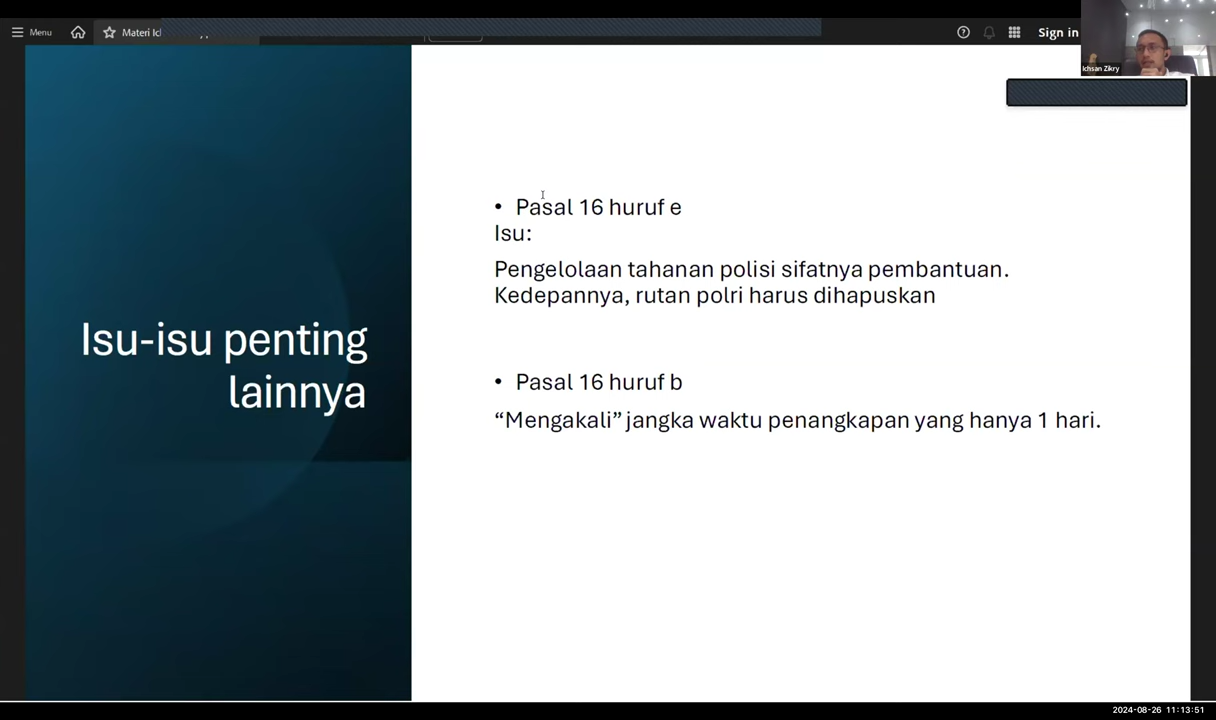 Menu
Materi Ic
Sign in
Ichsan Zikry
Isu-isu penting
lainnya
• Pasal 16 huruf e
Isu:
Pengelolaan tahanan polisi sifatnya pembantuan.
Kedepannya, rutan polri harus dihapuskan
• Pasal 16 huruf b
“Mengakali” jangka waktu penangkapan yang hanya 1 hari.
2024-08-26 11:13:51